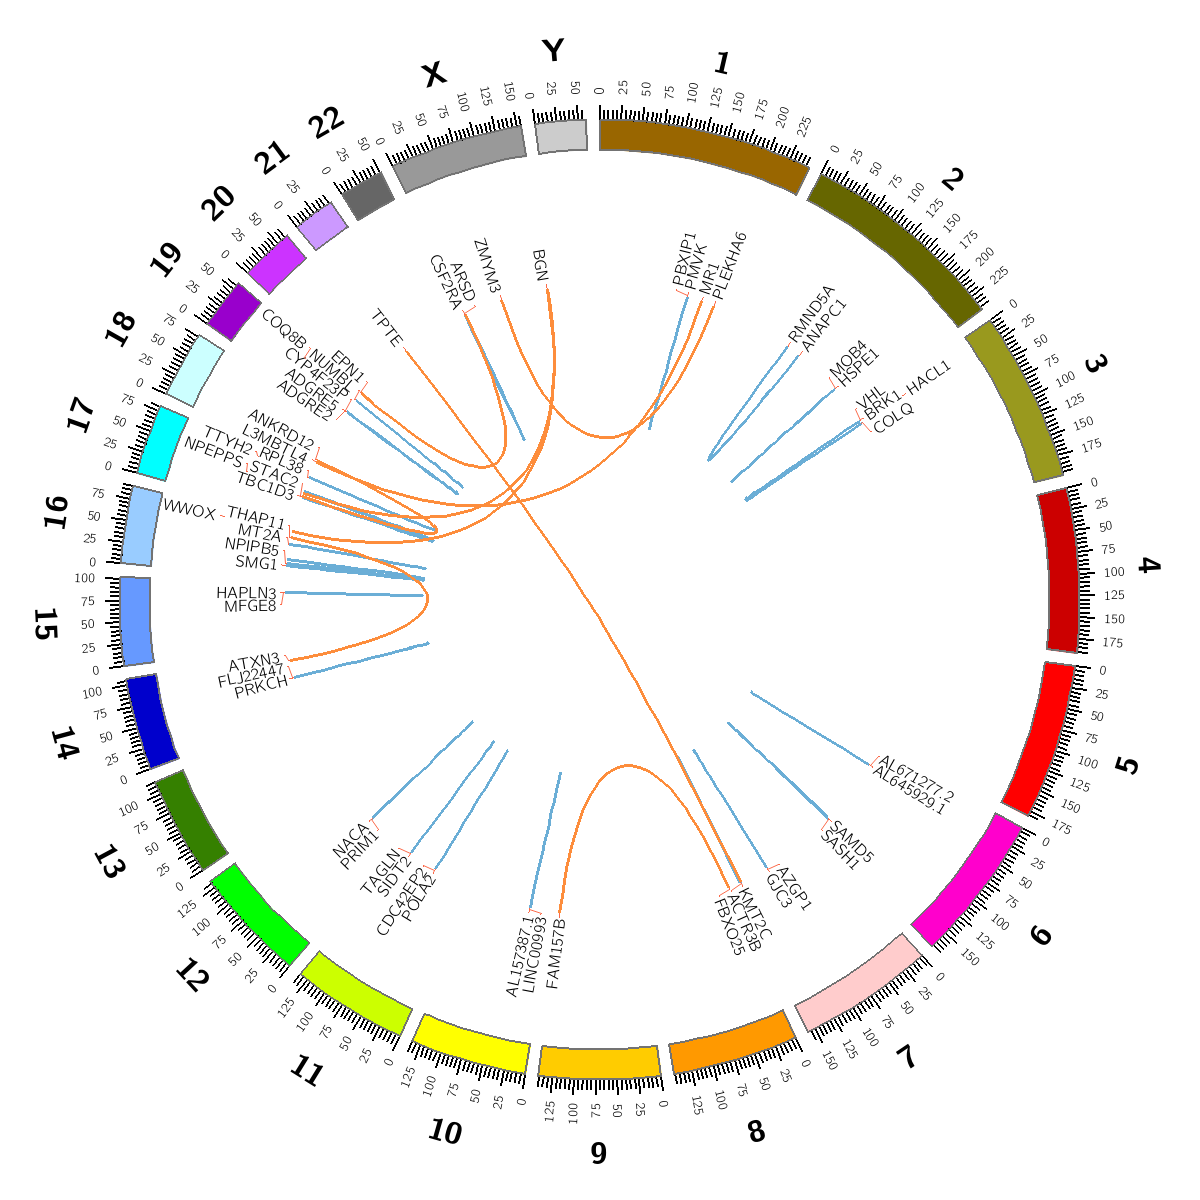 1
0 25 50 75 100 125 150 175 200 225
2
0 25 50 75 100 125 150 175 200 225
3
0 25 50 75 100 125 150 175
4
0 25 50 75 100 125 150 175
5
0 25 50 75 100 125 150 175
6
0 25 50 75 100 125 150
7
0 25 50 75 100 125 150
8
0 25 50 75 100 125
9
0 25 50 75 100 125
10
0 25 50 75 100 125
11
0 25 50 75 100 125
12
0 25 50 75 100 125
13
0 25 50 75 100
14
0 25 50 75 100
15
0 25 50 75 100
16
0 25 50 75
17
0 25 50 75
18
0 25 50 75
19
0 25 50
20
0 25 50
21
0 25
22
0 25 50
X
0 25 50 75 100 125 150
Y
0 25 50
PBXIP1
PMVK
MR1
PLEKHA6
RMND5A
ANAPC1
MOB4
HSPE1
VHL
BRK1
HACL1
COLQ
AL671277.2
AL645929.1
SAMD5
SASH1
AZGP1
GJC3
KMT2C
ACTR3B
FBXO25
FAM157B
LINC00993
AL157387.1
POLA2
CDC42EP2
SIDT2
TAGLN
PRIM1
NACA
PRKCH
FLJ22447
ATXN3
MFGE8
HAPLN3
SMG1
NPIPB5
MT2A
THAP11
WWOX
TBC1D3
NPEPPS
STAC2
TTYH2
RPL38
L3MBTL4
ANKRD12
ADGRE2
ADGRE5
CYP4F23P
NUMBL
EPN1
COQ8B
TPTE
CSF2RA
ARSD
ZMYM3
BGN